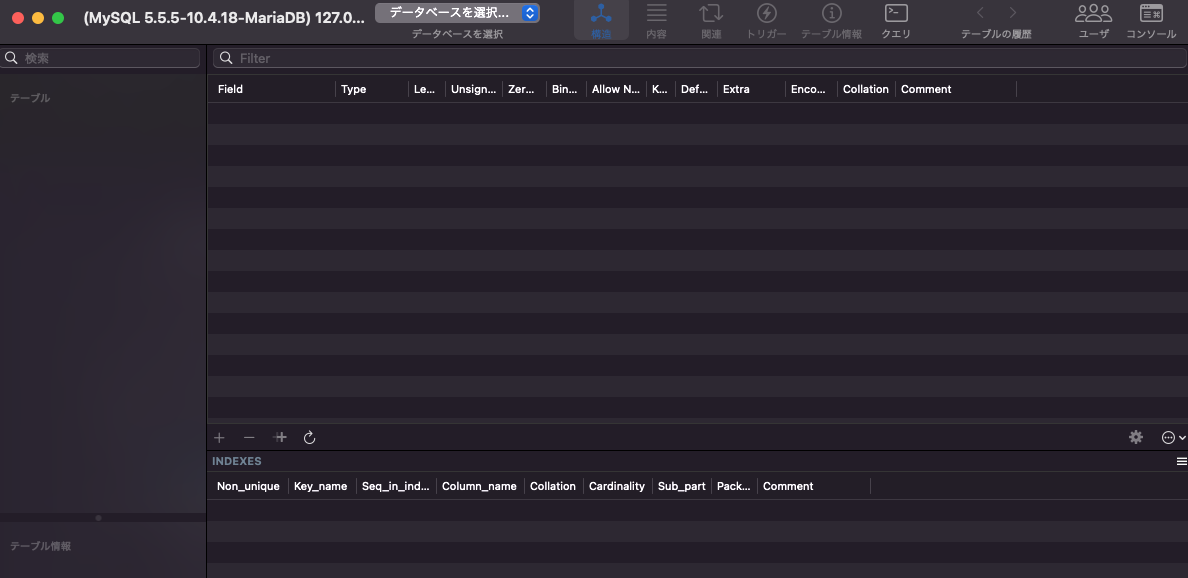 (MySQL 5.5.5-10.4.18-MariaDB) 127.0...
データベースを選択...
データベースを選択
構造
内容
関連
トリガー
テーブル情報
クエリ
テーブルの履歴
ユーザ
コンソール
検索
Filter
テーブル
Field Type Le... Unsign... Zer... Bin... Allow N... K... Def... Extra Enco... Collation Comment
INDEXES
Non_unique Key_name Seq_in_ind... Column_name Collation Cardinality Sub_part Pack... Comment
テーブル情報